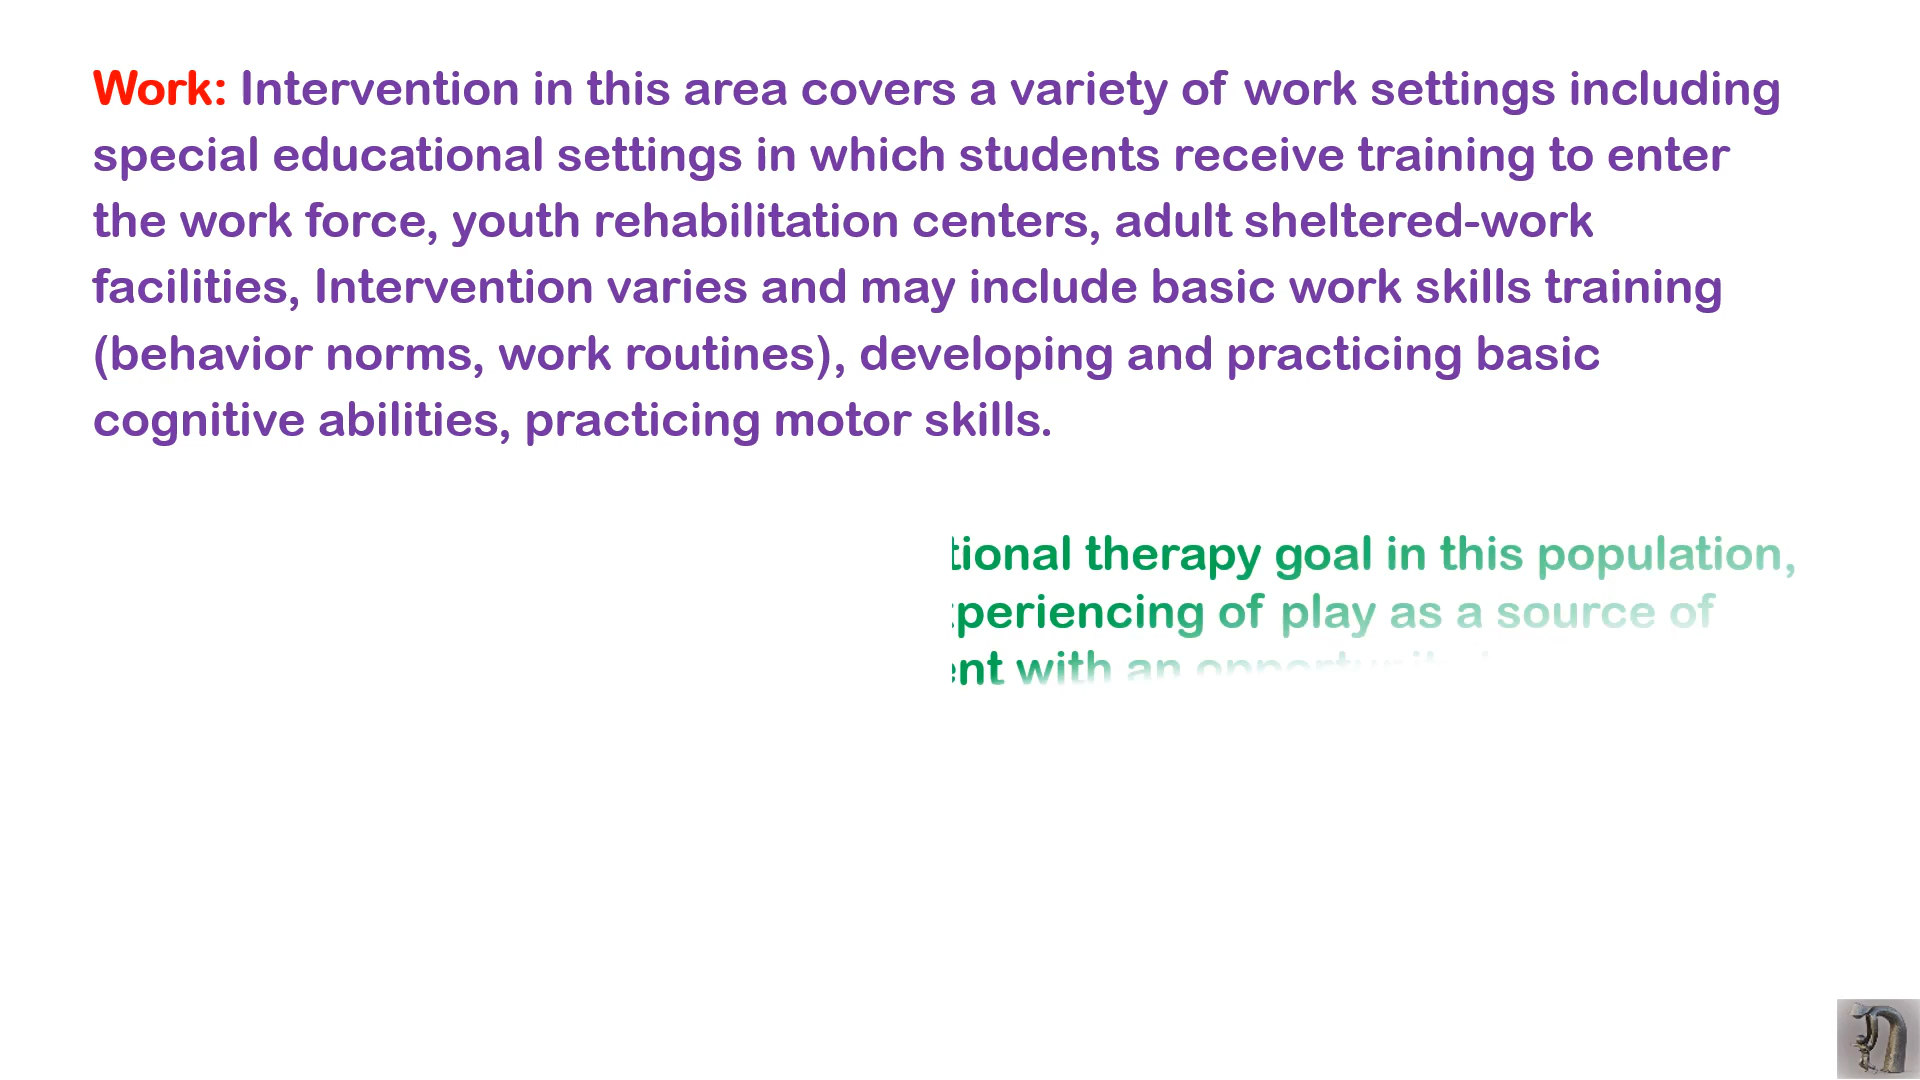 Work: Intervention in this area covers a variety of work settings including
special educational settings in which students receive training to enter
the work force, youth rehabilitation centers, adult sheltered-work
facilities, Intervention varies and may include basic work skills training
(behavior norms, work routines), developing and practicing basic
cognitive abilities, practicing motor skills.
therapy goal in this population,
of play as a source of
with an